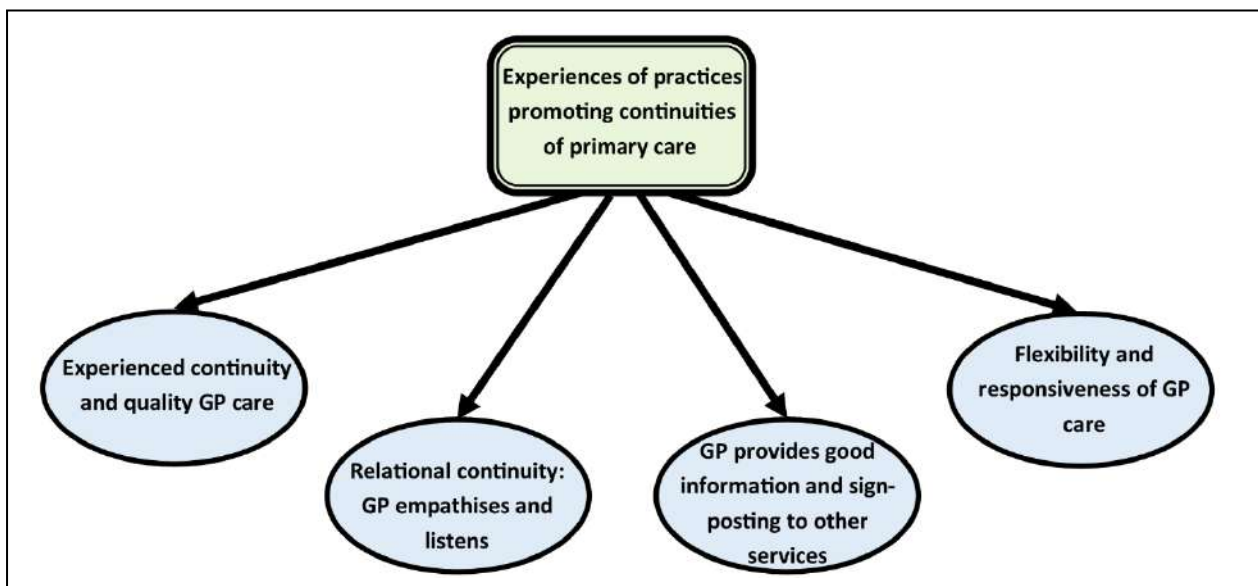 Experiences of practices
promoting continuities
of primary care
Experienced continuity
and quality GP care
Relational continuity:
GP empathises and
listens
GP provides good
information and sign-
posting to other
services
Flexibility and
responsiveness of GP
care